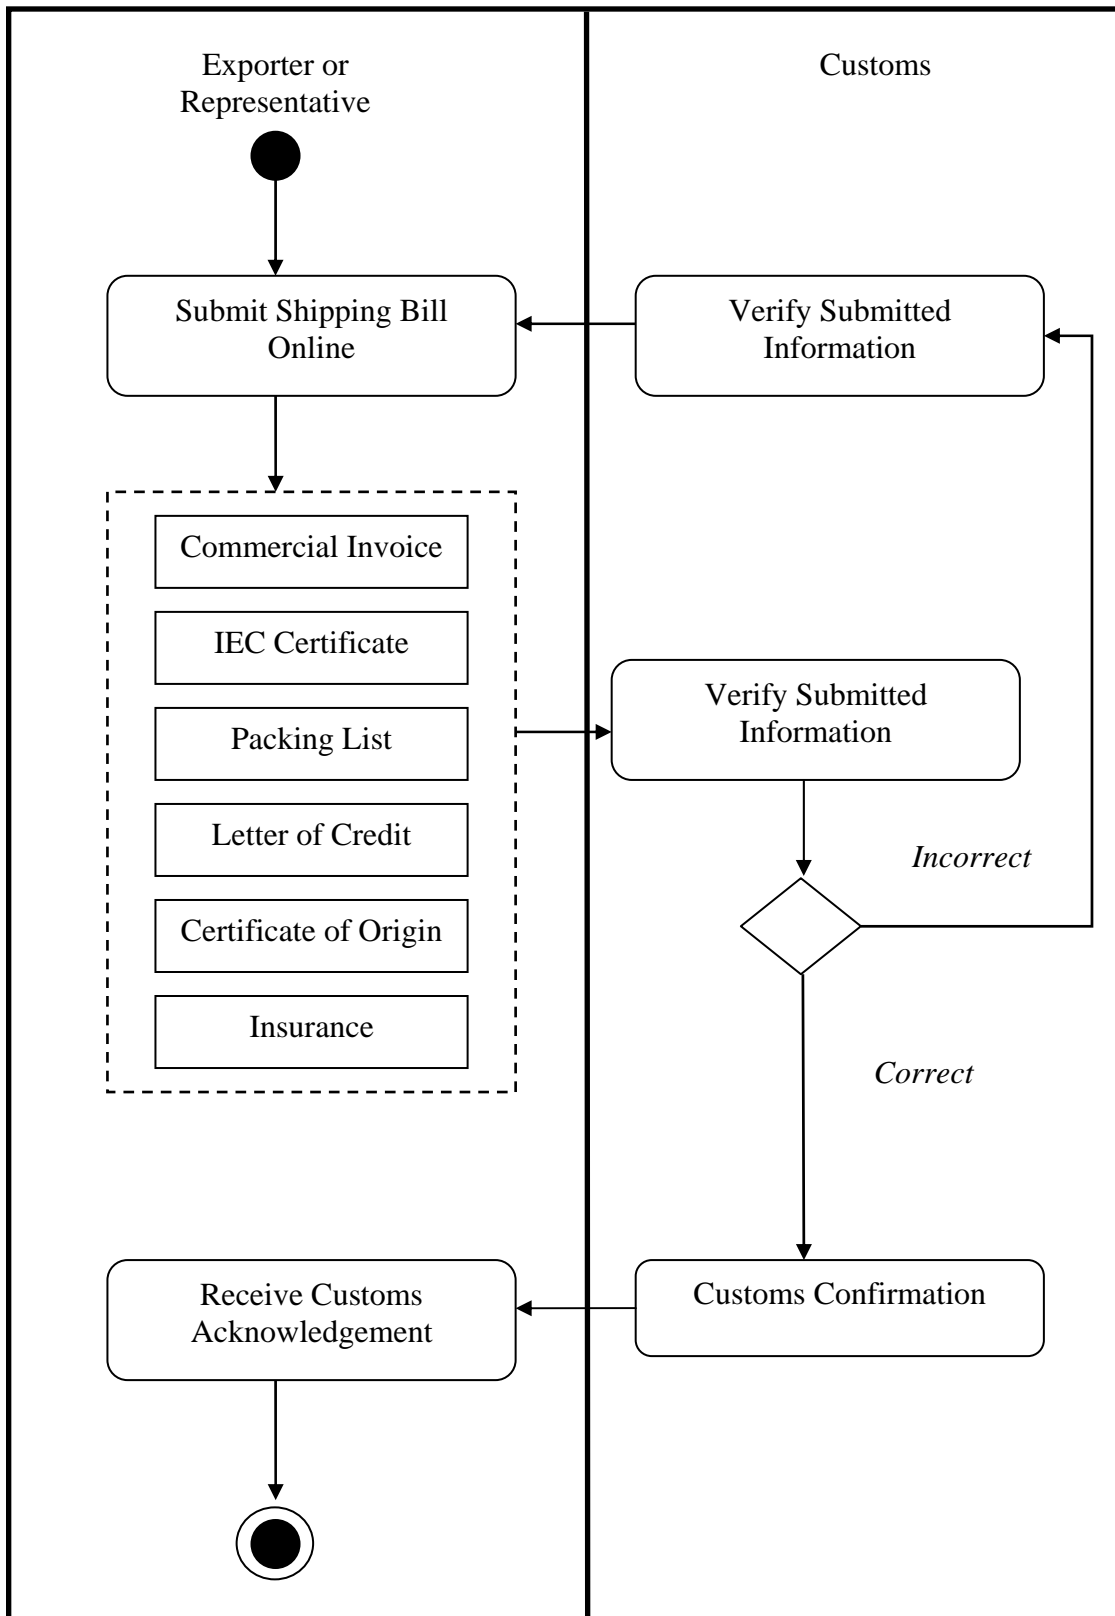 Exporter or
Representative
Customs
Submit Shipping Bill
Online
Verify Submitted
Information
Commercial Invoice
IEC Certificate
Packing List
Letter of Credit
Certificate of Origin
Insurance
Verify Submitted
Information
Incorrect
Correct
Receive Customs
Acknowledgement
Customs Confirmation